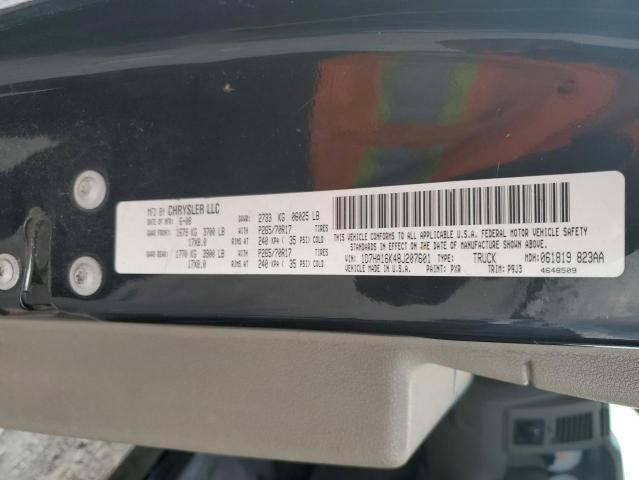 MFD BY CHRYSLER LLC
DATE OF MFR 6-08 GVWR: 2733 KG 06025 LB
GAWR FRONT 1678 KG 3700 LB WITH P265/70R17 TIRES
17X8.0 RIMS AT 240 KPA ( 35 PSI) COLD
GAWR REAR 1770 KG 3900 LB WITH P265/70R17 TIRES
17X8.0 RIMS AT 240 KPA ( 35 PSI) COLD
THIS VEHICLE CONFORMS TO ALL APPLICABLE U.S.A. FEDERAL MOTOR VEHICLE SAFETY
STANDARDS IN EFFECT ON THE DATE OF MANUFACTURE SHOWN ABOVE.
VIN: 1D7HA16K48J207601 TYPE: TRUCK MDH: 061819 823AA
VEHICLE MADE IN U.S.A. PAINT: PXR TRIM: P9J3 4648509